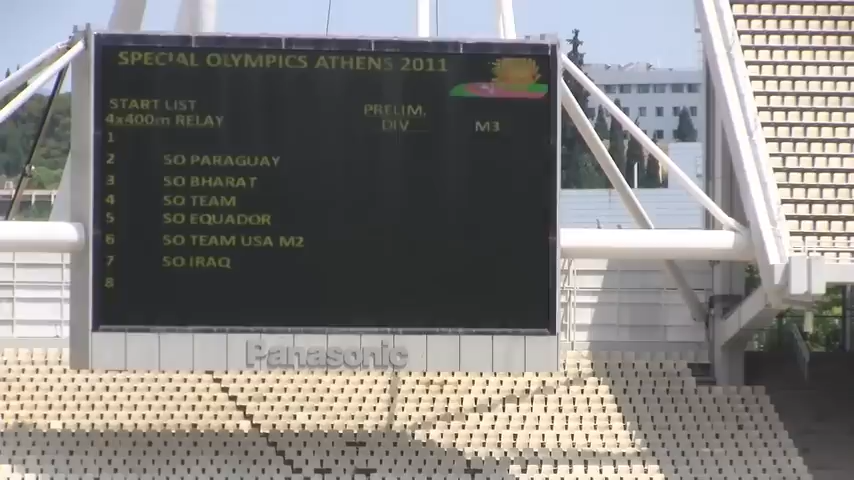 SPECIAL OLYMPICS ATHENS 2011
START LIST PRELIM.
4x400m RELAY DIV M3
1
2 SO PARAGUAY
3 SO BHARAT
4 SO TEAM
5 SO EQUADOR
6 SO TEAM USA M2
7 SO IRAQ
8
Panasonic